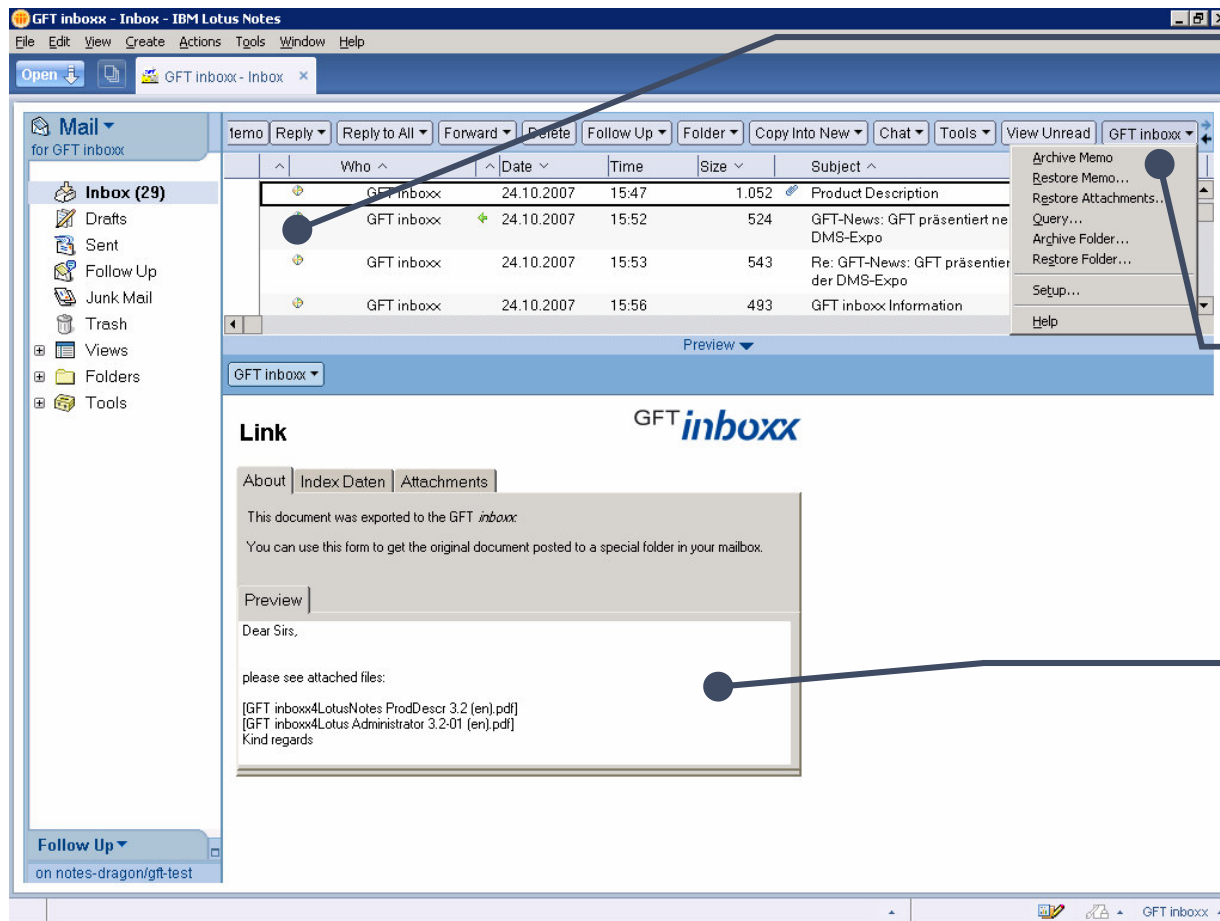 GFT inboxx - Inbox - IBM Lotus Notes
File Edit View Create Actions Tools Window Help
Open GFT inboxx - Inbox ×
Mail
for GFT inboxx
Inbox (29)
Drafts
Sent
Follow Up
Junk Mail
Trash
Views
Folders
Tools
Follow Up
on notes-dragon/gft-test
1emo Reply Reply to All Forward Delete Follow Up Folder Copy Into New Chat Tools View Unread GFT inboxx
Who Date Time Size Subject
GFT inboxx 24.10.2007 15:47 1.052 Product Description
GFT inboxx 24.10.2007 15:52 524 GFT-News: GFT präsentiert ne
DMS-Expo
GFT inboxx 24.10.2007 15:53 543 Re: GFT-News: GFT präsentier
der DMS-Expo
GFT inboxx 24.10.2007 15:56 493 GFT inboxx Information
Archive Memo
Restore Memo...
Restore Attachments..
Query...
Archive Folder...
Restore Folder...
Setup...
Help
Preview
GFT inboxx
Link
GFT inboxx
About Index Daten Attachments
This document was exported to the GFT inboxx
You can use this form to get the original document posted to a special folder in your mailbox.
Preview
Dear Sirs,
please see attached files:
[GFT inboxx4LotusNotes ProdDescr 3.2 (en).pdf]
[GFT inboxx4Lotus Administrator 3.2-01 (en).pdf]
Kind regards
GFT inboxx